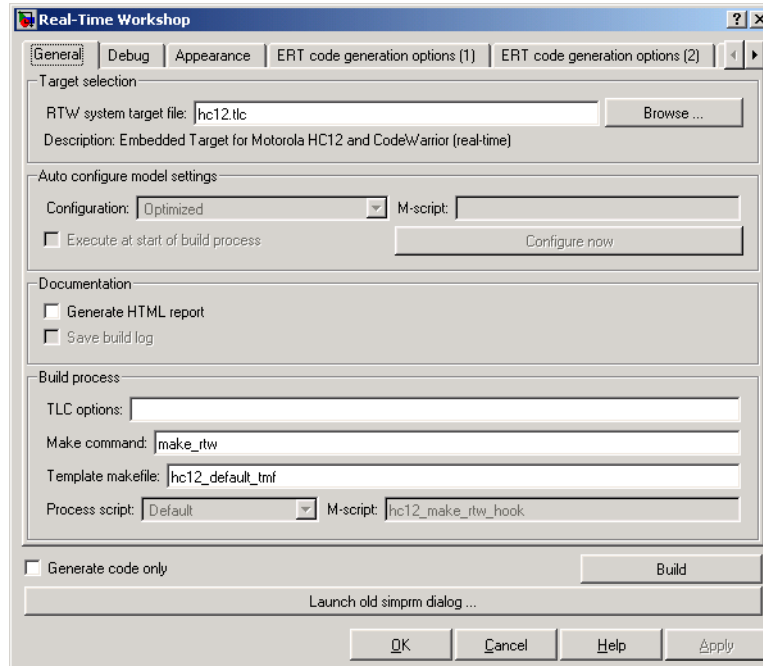 Real-Time Workshop
General Debug Appearance ERT code generation options (1) ERT code generation options (2)
Target selection
RTW system target file: hc12.tlc Browse ...
Description: Embedded Target for Motorola HC12 and CodeWarrior (real-time)
Auto configure model settings
Configuration: Optimized M-script:
Execute at start of build process Configure now
Documentation
Generate HTML report
Save build log
Build process
TLC options:
Make command: make_rtw
Template makefile: hc12_default_tmf
Process script: Default M-script: hc12_make_rtw_hook
Generate code only Build
Launch old simprm dialog ...
OK Cancel Help Apply